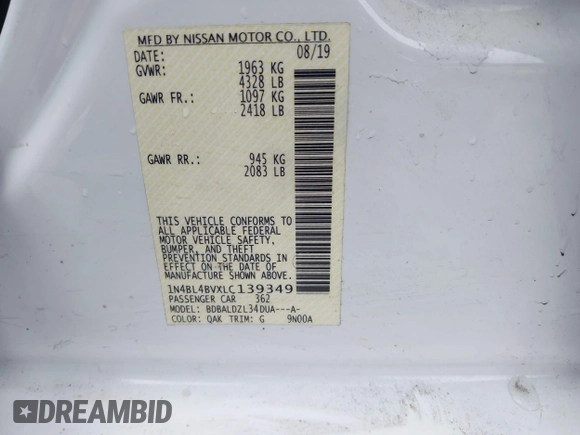 MFD BY NISSAN MOTOR CO., LTD.
DATE: 08/19
GVWR: 1963 KG
4328 LB
GAWR FR.: 1097 KG
2418 LB
GAWR RR.: 945 KG
2083 LB
THIS VEHICLE CONFORMS TO
ALL APPLICABLE FEDERAL
MOTOR VEHICLE SAFETY,
BUMPER, AND THEFT
PREVENTION STANDARDS IN
EFFECT ON THE DATE OF
MANUFACTURE SHOWN ABOVE.
1N4BL4BVXLC139349
PASSENGER CAR 362
MODEL: BDBALDZL34DUA---A-
COLOR: QAK TRIM: G 9N00A
DREAMBID